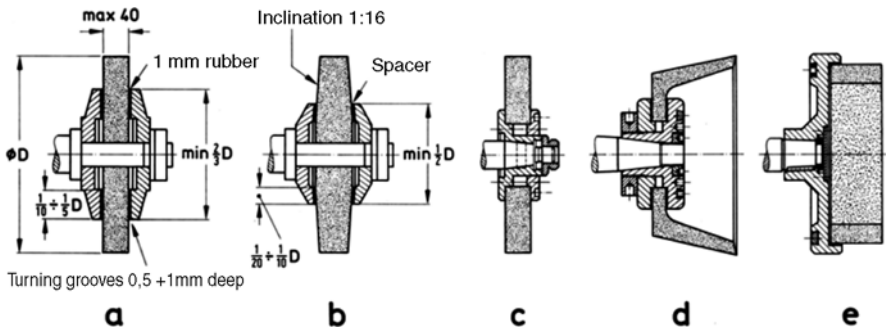 max 40
Inclination 1:16
1 mm rubber
Spacer
øD
min 2/3 D
min 1/2 D
1/10 ÷ 1/5 D
1/20 ÷ 1/10 D
Turning grooves 0,5 +1mm deep
a b c d e